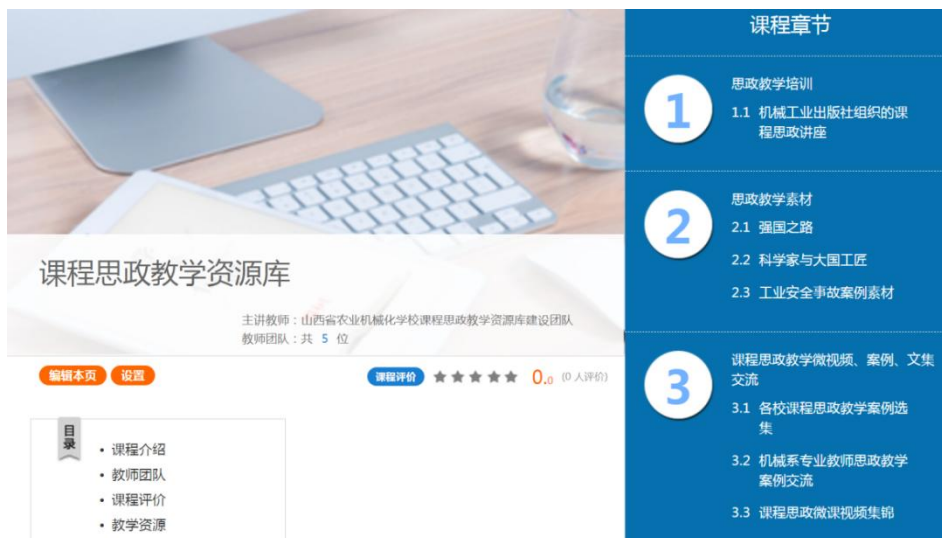 课程思政教学资源库
主讲教师：山西省农业机械化学校课程思政教学资源库建设团队
教师团队：共 5 位
编辑本页 设置
课程评价 0.0 (0 人评价)
目录
• 课程介绍
• 教师团队
• 课程评价
• 教学资源
课程章节
1
思政教学培训
1.1 机械工业出版社组织的课
程思政讲座
2
思政教学素材
2.1 强国之路
2.2 科学家与大国工匠
2.3 工业安全事故案例素材
3
课程思政教学微视频、案例、文集
交流
3.1 各校课程思政教学案例选
集
3.2 机械系专业教师思政教学
案例交流
3.3 课程思政微课视频集锦